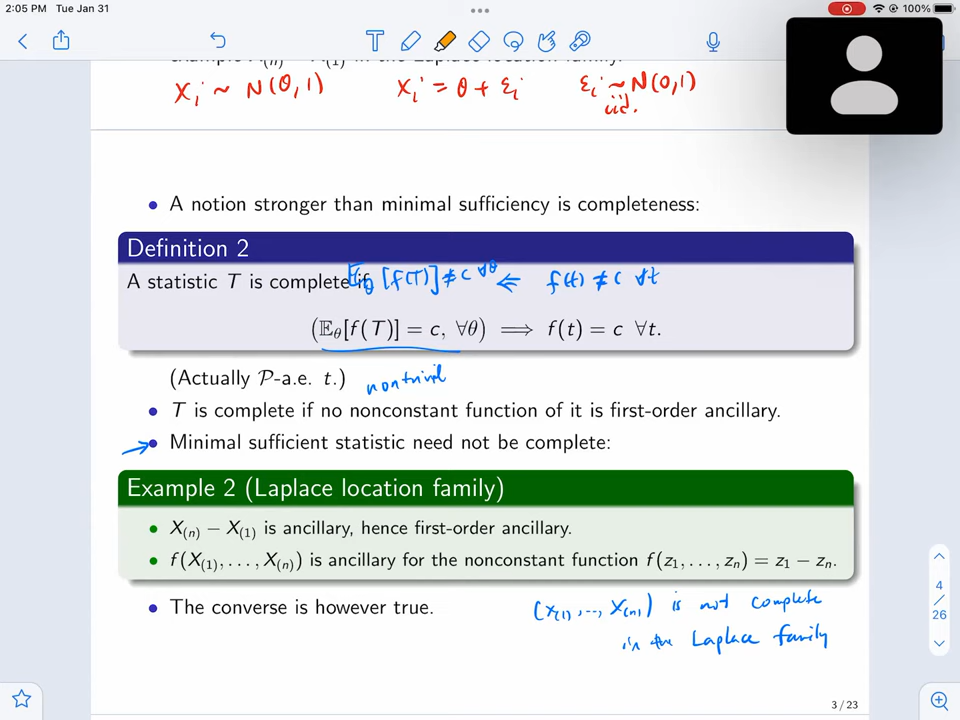 2:05 PM Tue Jan 31
100%
X_i ~ N(θ,1) X_i = θ + ε_i ε_i ~ N(0,1)
iid.
• A notion stronger than minimal sufficiency is completeness:
Definition 2
A statistic T is complete if
E_θ[f(T)] ≠ c ∀θ ⇐ f(t) ≠ c ∀t
(𝔼_θ[f(T)] = c, ∀θ) ⟹ f(t) = c ∀t.
(Actually 𝒫-a.e. t.) nontrivial
• T is complete if no nonconstant function of it is first-order ancillary.
• Minimal sufficient statistic need not be complete:
Example 2 (Laplace location family)
• X_(n) − X_(1) is ancillary, hence first-order ancillary.
• f(X_(1), . . . , X_(n)) is ancillary for the nonconstant function f(z_1, . . . , z_n) = z_1 − z_n.
• The converse is however true.
(X_(1), ..., X_(n)) is not complete
in the Laplace family
4
/
26
3 / 23